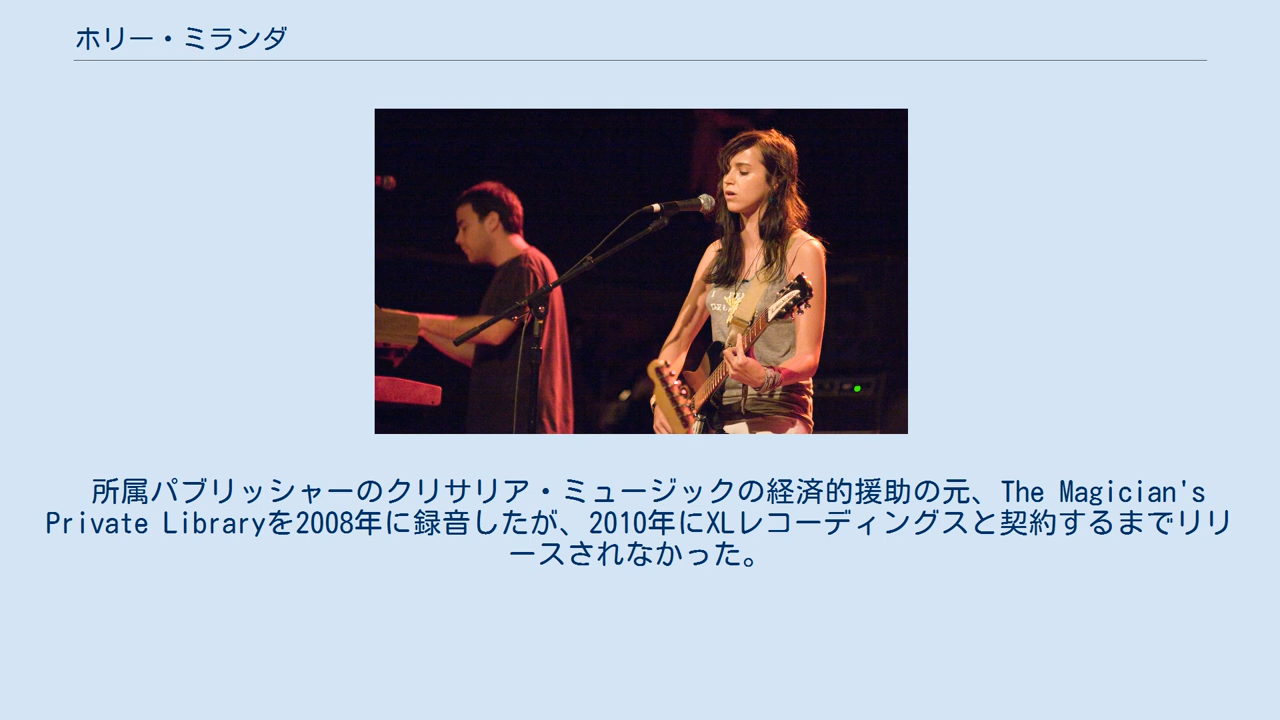 ホリー・ミランダ
所属パブリッシャーのクリサリア・ミュージックの経済的援助の元、The Magician's
Private Libraryを2008年に録音したが、2010年にXLレコーディングスと契約するまでリリ
ースされなかった。